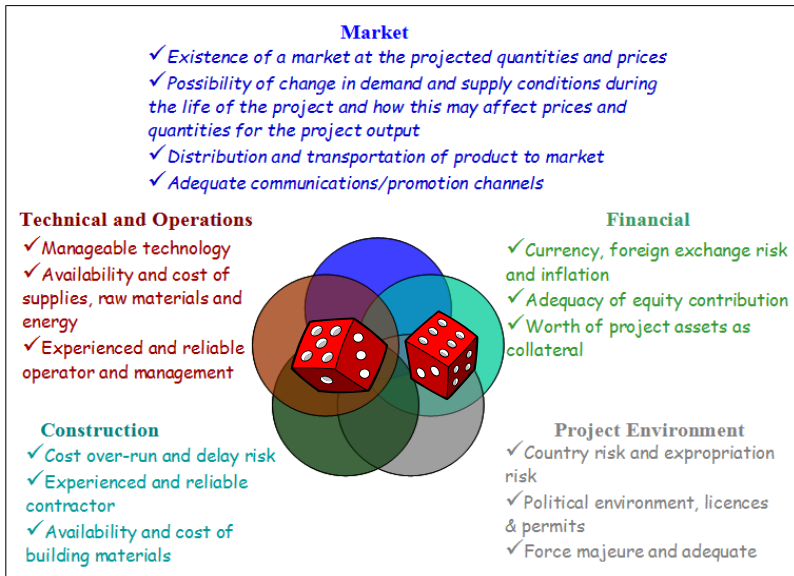 Market
✓Existence of a market at the projected quantities and prices
✓Possibility of change in demand and supply conditions during
the life of the project and how this may affect prices and
quantities for the project output
✓Distribution and transportation of product to market
✓Adequate communications/promotion channels
Technical and Operations
✓Manageable technology
✓Availability and cost of
supplies, raw materials and
energy
✓Experienced and reliable
operator and management
Financial
✓Currency, foreign exchange risk
and inflation
✓Adequacy of equity contribution
✓Worth of project assets as
collateral
Construction
✓Cost over-run and delay risk
✓Experienced and reliable
contractor
✓Availability and cost of
building materials
Project Environment
✓Country risk and expropriation
risk
✓Political environment, licences
& permits
✓Force majeure and adequate